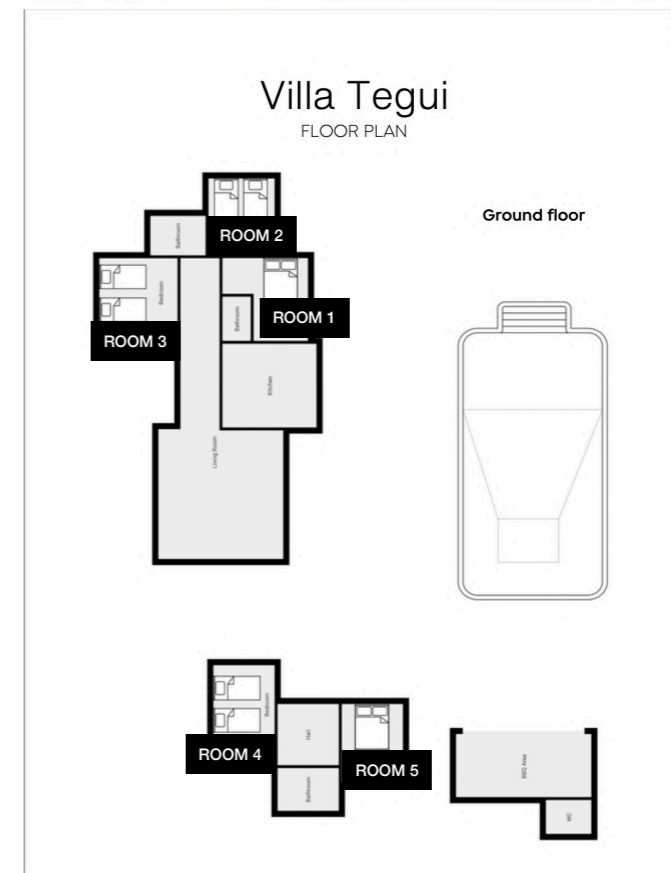 Villa Tegui
FLOOR PLAN
Ground floor
ROOM 2
Bathroom
Bedroom
ROOM 3
ROOM 1
Bathroom
Kitchen
Living Room
Bedroom
ROOM 4
Hall
ROOM 5
Bathroom
BBQ Area
WC